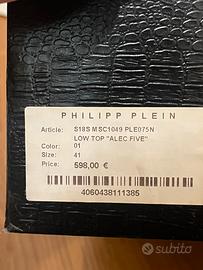 PHILIPP PLEIN
Article: S18S MSC1049 PLE075N
LOW TOP "ALEC FIVE"
Color: 01
Size: 41
Price: 598,00 €
4060438111385
subito